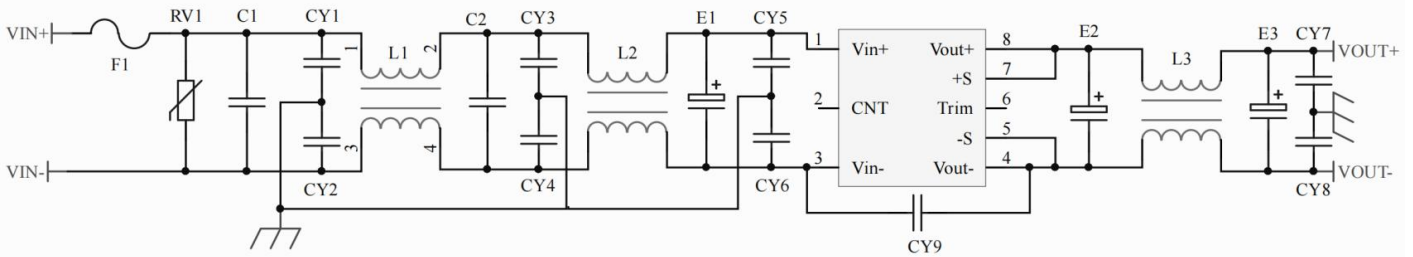 RV1 C1 CY1 C2 CY3 E1 CY5 E2 E3 CY7
VIN+ F1 1 L1 2 L2 L3 VOUT+
1 Vin+ Vout+ 8
+S 7
2 CNT Trim 6
-S 5
3 Vin- Vout- 4
3 4
VIN- CY2 CY4 CY6 CY8 VOUT-
CY9
+
+
+